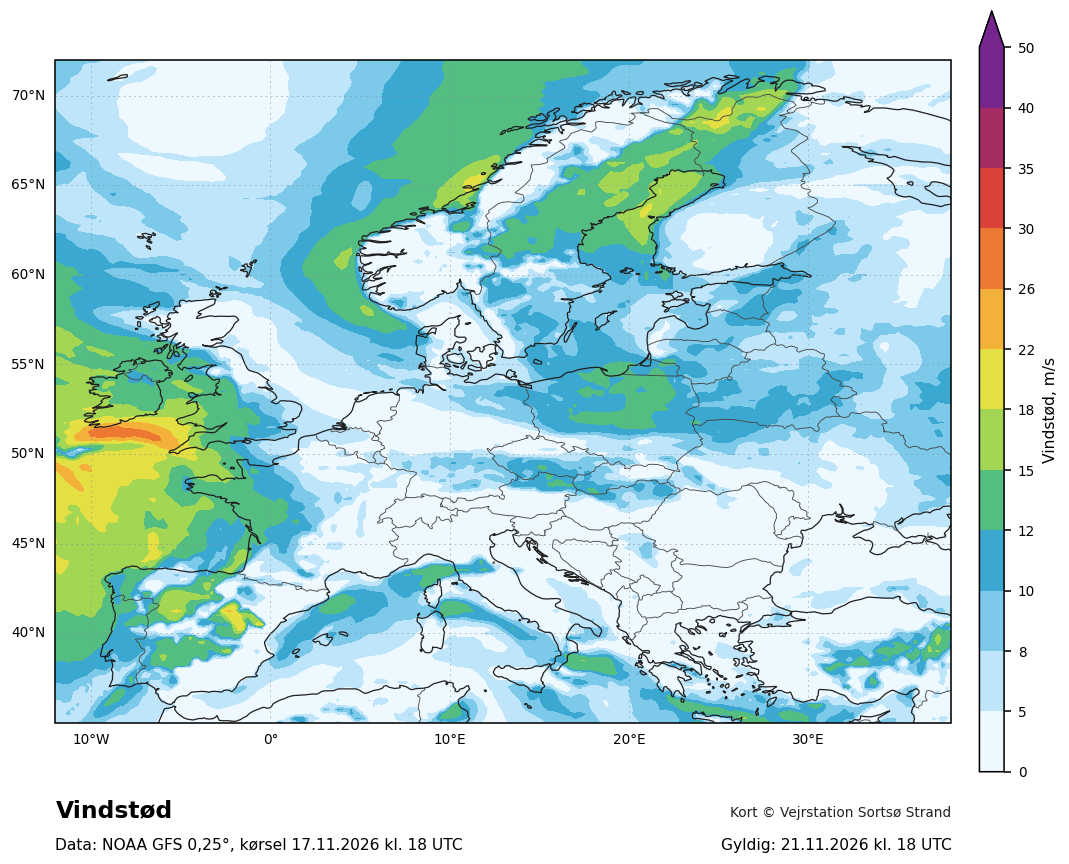 50
40
35
30
26
22
18
15
12
10
8
5
0
Vindstød, m/s
70°N
65°N
60°N
55°N
50°N
45°N
40°N
10°W
0°
10°E
20°E
30°E
Vindstød
Kort © Vejrstation Sortsø Strand
Data: NOAA GFS 0,25°, kørsel 17.11.2026 kl. 18 UTC
Gyldig: 21.11.2026 kl. 18 UTC